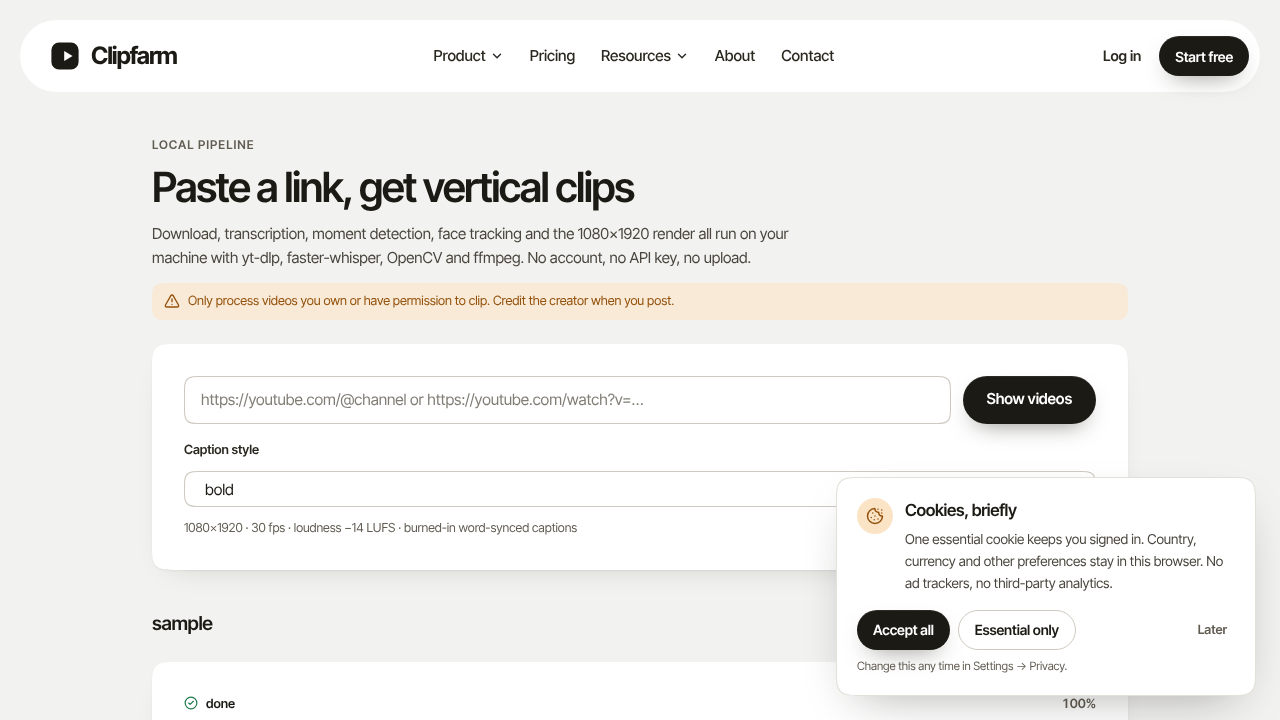 Clipfarm
Product
Pricing
Resources
About
Contact
Log in
Start free
LOCAL PIPELINE
Paste a link, get vertical clips
Download, transcription, moment detection, face tracking and the 1080×1920 render all run on your
machine with yt-dlp, faster-whisper, OpenCV and ffmpeg. No account, no API key, no upload.
Only process videos you own or have permission to clip. Credit the creator when you post.
https://youtube.com/@channel or https://youtube.com/watch?v=...
Show videos
Caption style
bold
1080×1920 · 30 fps · loudness −14 LUFS · burned-in word-synced captions
Cookies, briefly
One essential cookie keeps you signed in. Country,
currency and other preferences stay in this browser. No
ad trackers, no third-party analytics.
Accept all
Essential only
Later
Change this any time in Settings → Privacy.
sample
done
100%